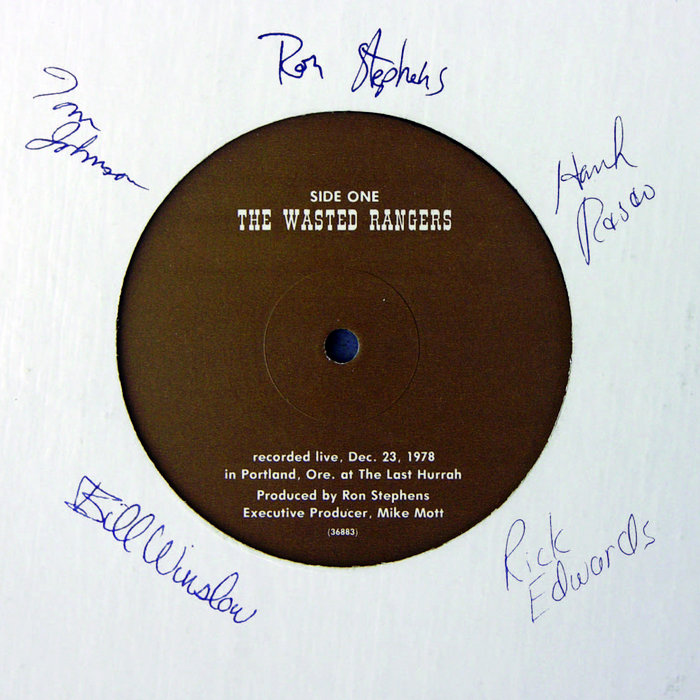 Ron Stephens
Tom
Johnson
Hank
Rasco
SIDE ONE
THE WASTED RANGERS
recorded live, Dec. 23, 1978
in Portland, Ore. at The Last Hurrah
Produced by Ron Stephens
Executive Producer, Mike Mott
(36883)
Bill Winslow
Rick
Edwards